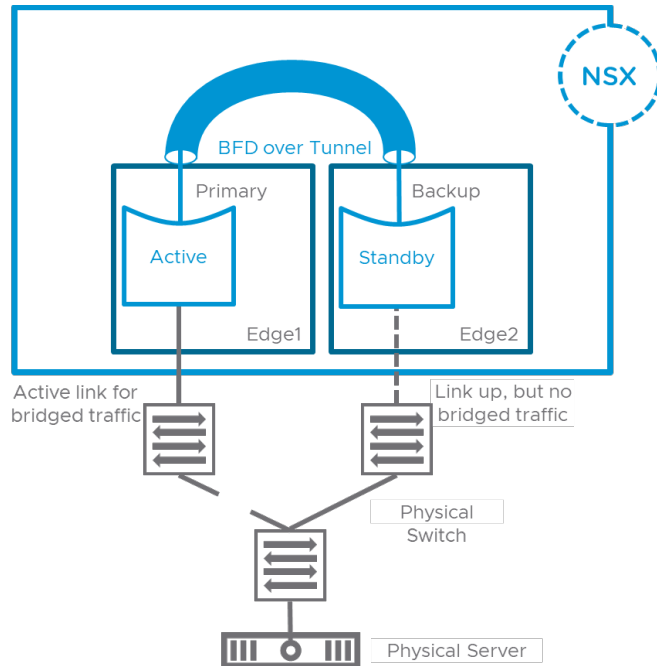 NSX
BFD over Tunnel
Primary
Backup
Active
Standby
Edge1
Edge2
Active link for
bridged traffic
Link up, but no
bridged traffic
Physical
Switch
Physical Server